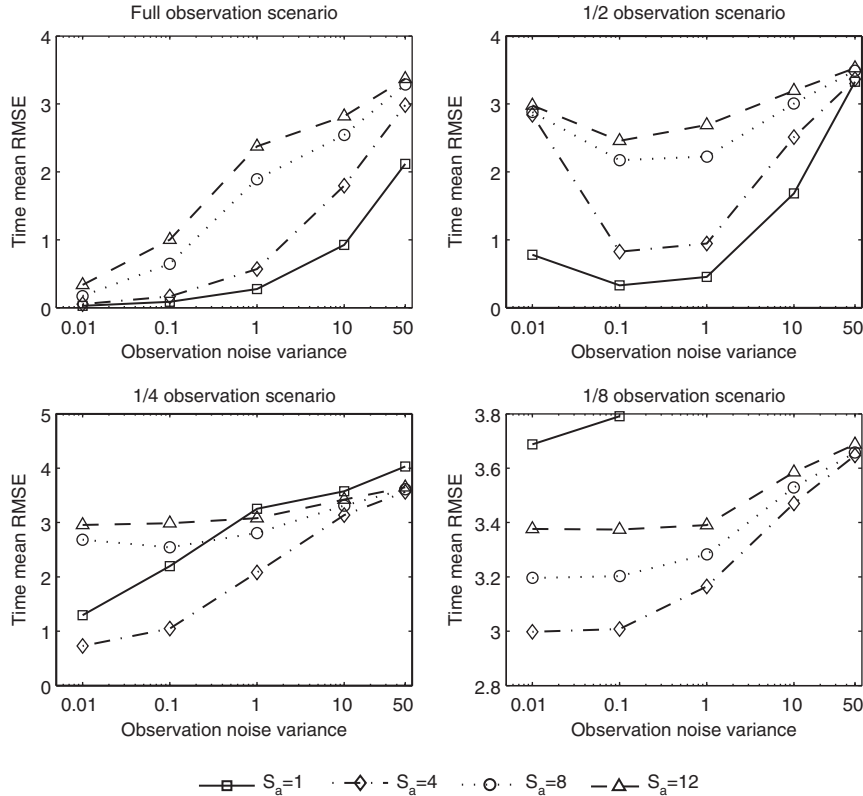 Full observation scenario
4
3
2
1
0
Time mean RMSE
0.01 0.1 1 10 50
Observation noise variance
1/2 observation scenario
4
3
2
1
0
Time mean RMSE
0.01 0.1 1 10 50
Observation noise variance
1/4 observation scenario
5
4
3
2
1
0
Time mean RMSE
0.01 0.1 1 10 50
Observation noise variance
1/8 observation scenario
3.8
3.6
3.4
3.2
3
2.8
Time mean RMSE
0.01 0.1 1 10 50
Observation noise variance
S_a=1 S_a=4 S_a=8 S_a=12